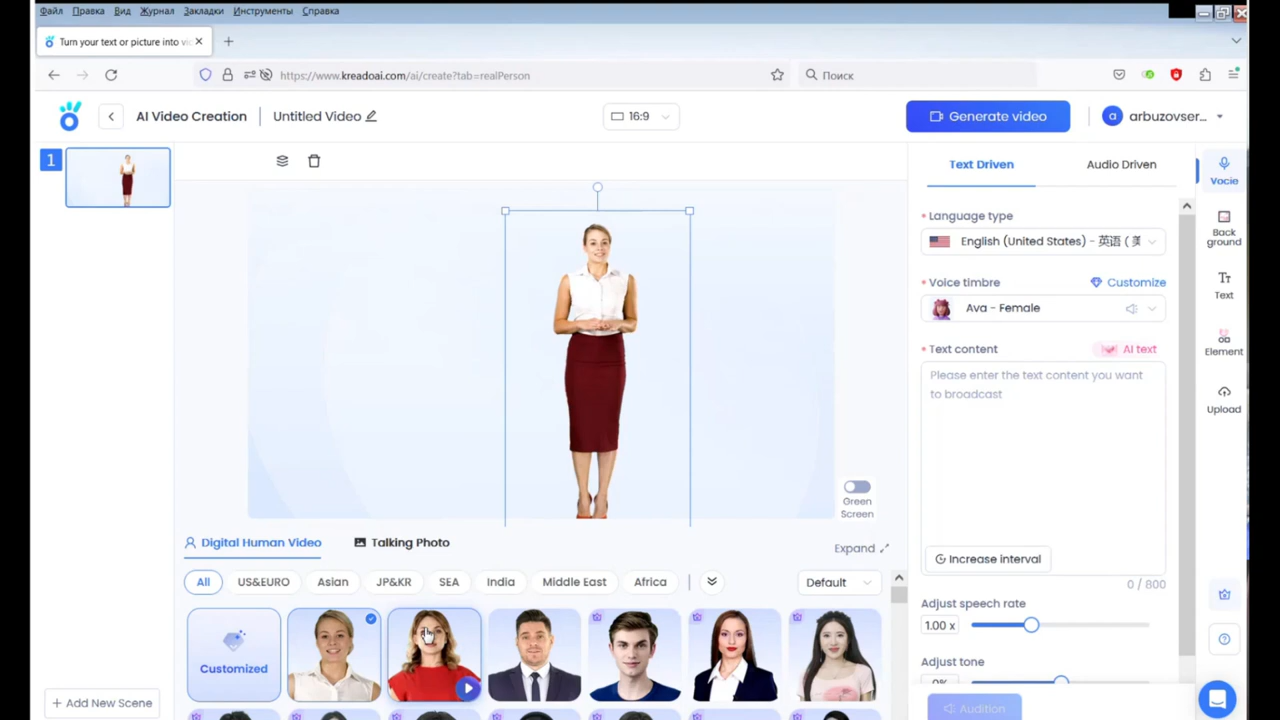 Файл Правка Вид Журнал Закладки Инструменты Справка
Turn your text or picture into vi
https://www.kreadoai.com/ai/create?tab=realPerson
Поиск
AI Video Creation
Untitled Video
16:9
Generate video
arbuzovser...
1
Text Driven
Audio Driven
Vocie
* Language type
English (United States) - 英语 (
Back
ground
* Voice timbre
Customize
Ava - Female
Text
* Text content
AI text
Element
Please enter the text content you want
to broadcast
Upload
Green
Screen
Digital Human Video
Talking Photo
Expand
Increase interval
All
US&EURO
Asian
JP&KR
SEA
India
Middle East
Africa
Default
0 / 800
Adjust speech rate
1.00 x
Customized
Adjust tone
0%
Add New Scene
Audition